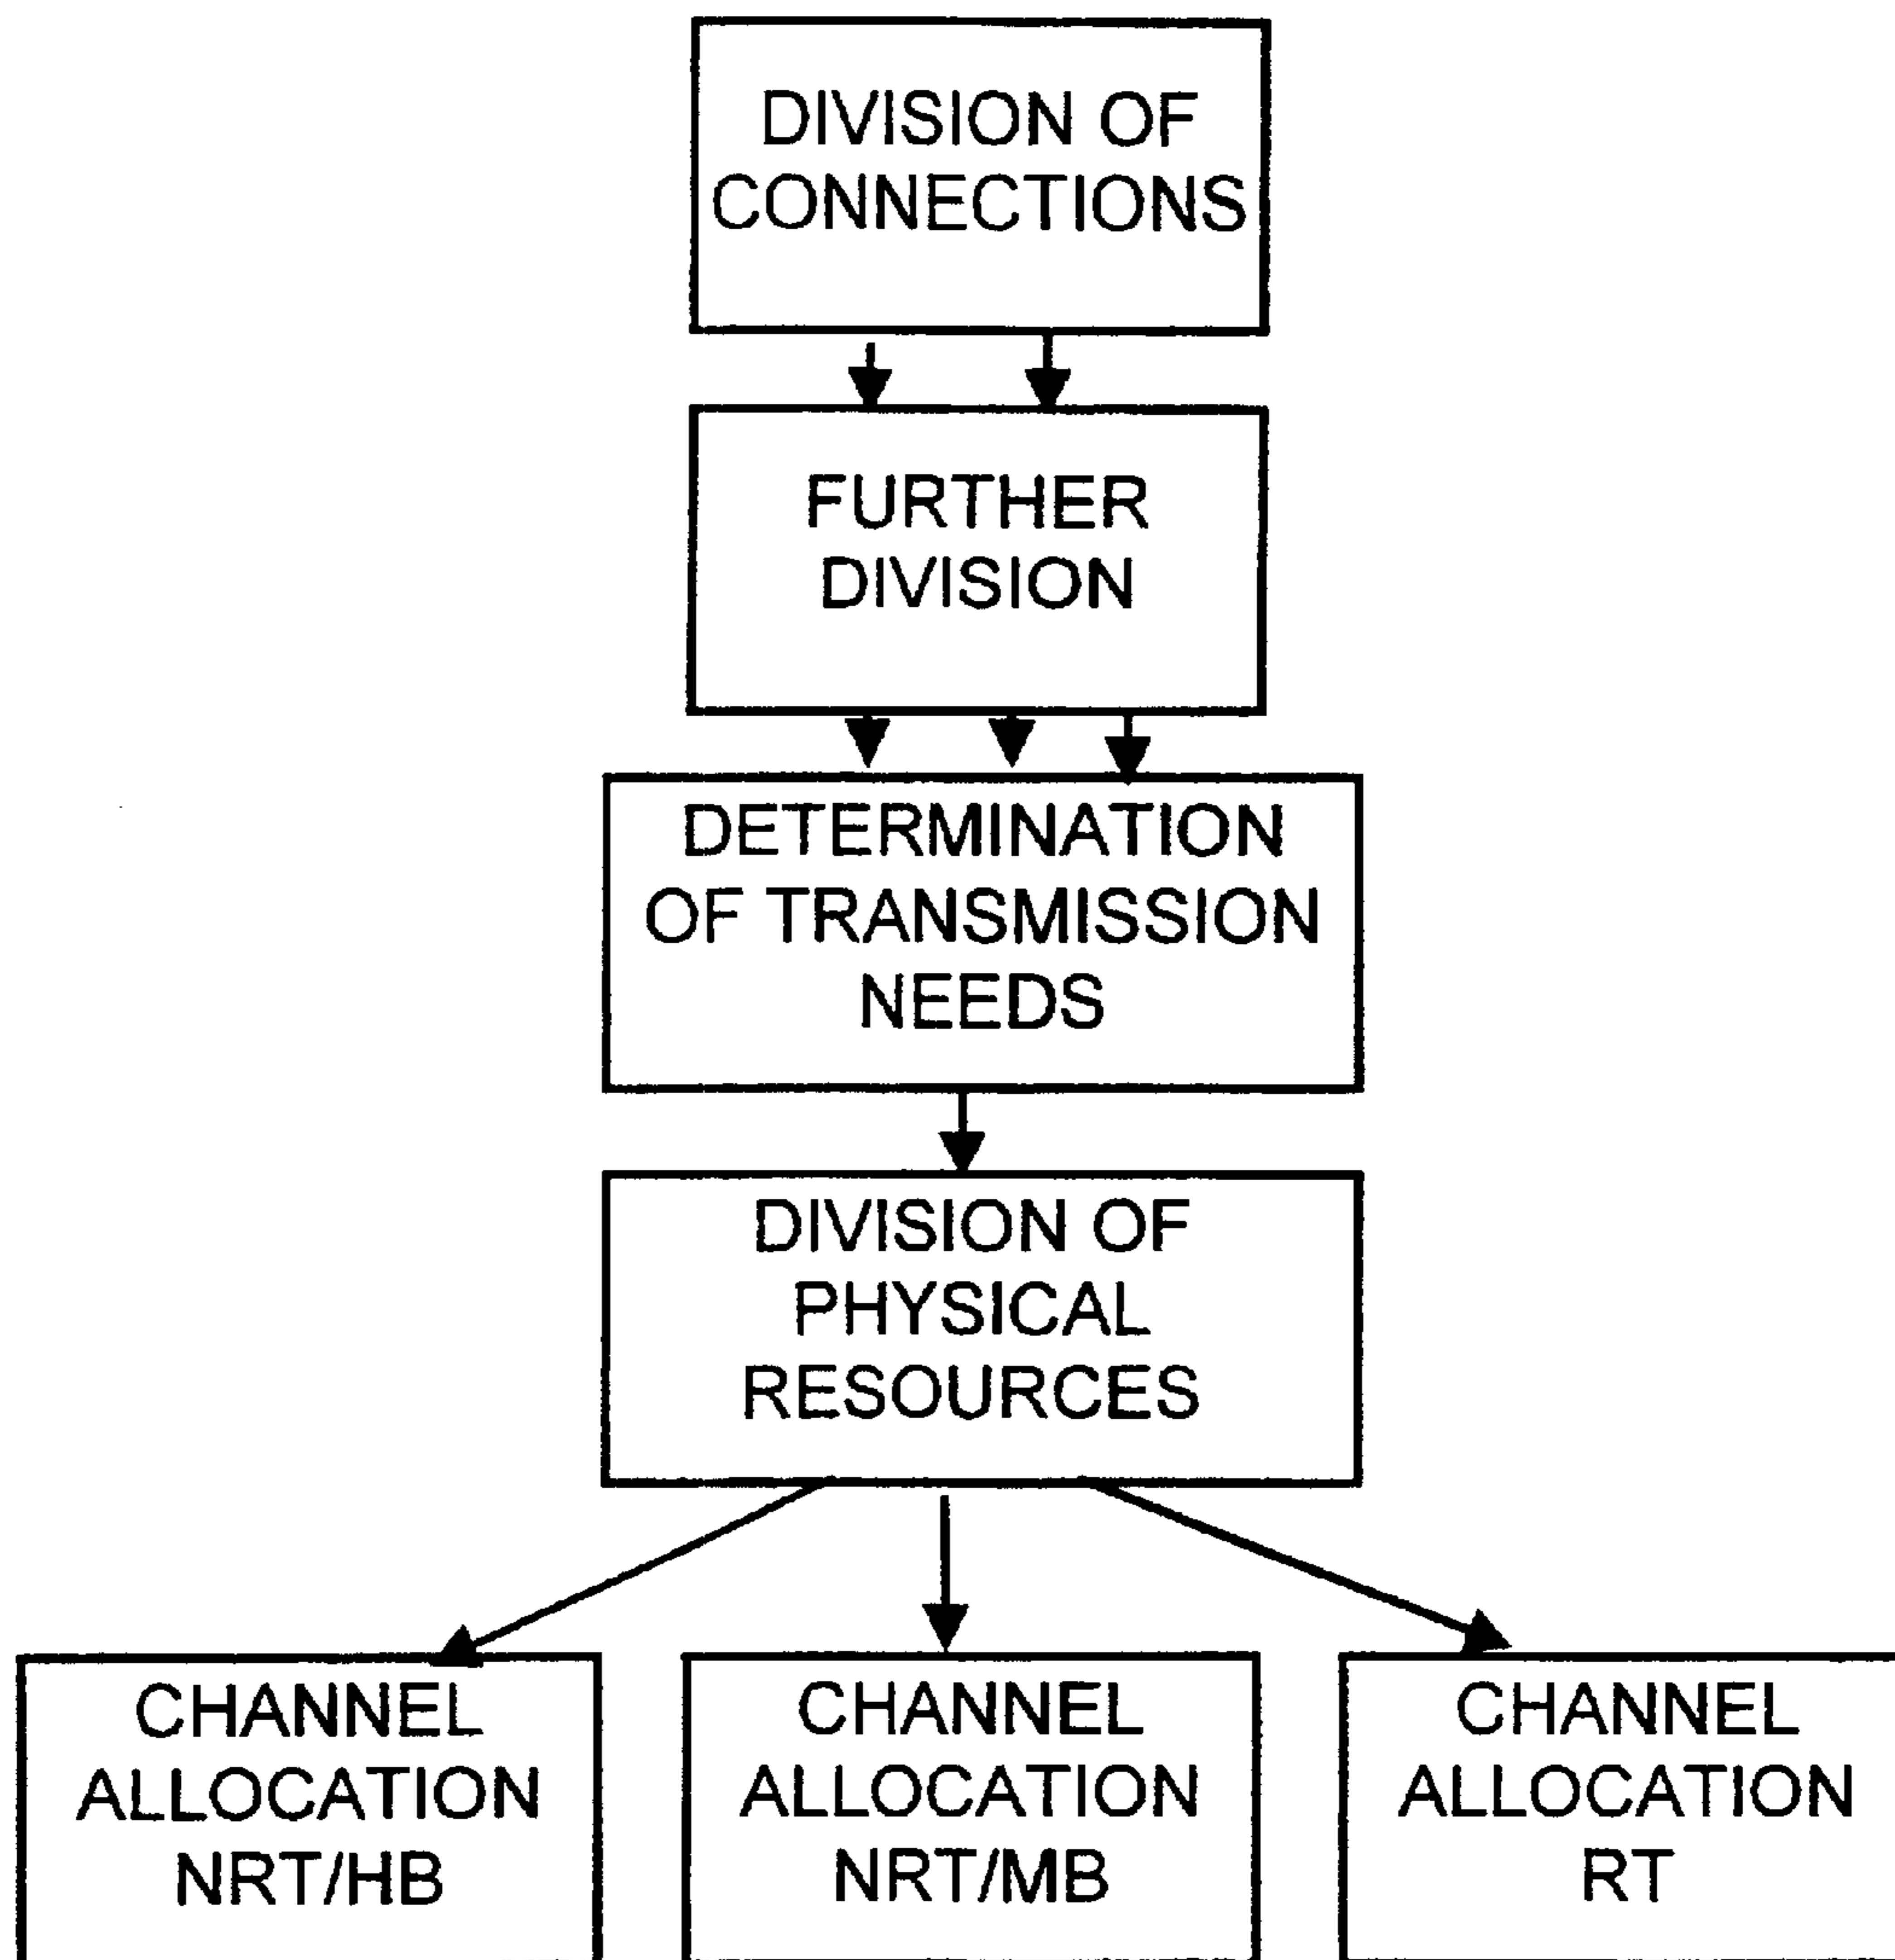 DIVISION OF
CONNECTIONS
FURTHER
DIVISION
DETERMINATION
OF TRANSMISSION
NEEDS
DIVISION OF
PHYSICAL
RESOURCES
CHANNEL
ALLOCATION
NRT/HB
CHANNEL
ALLOCATION
NRT/MB
CHANNEL
ALLOCATION
RT